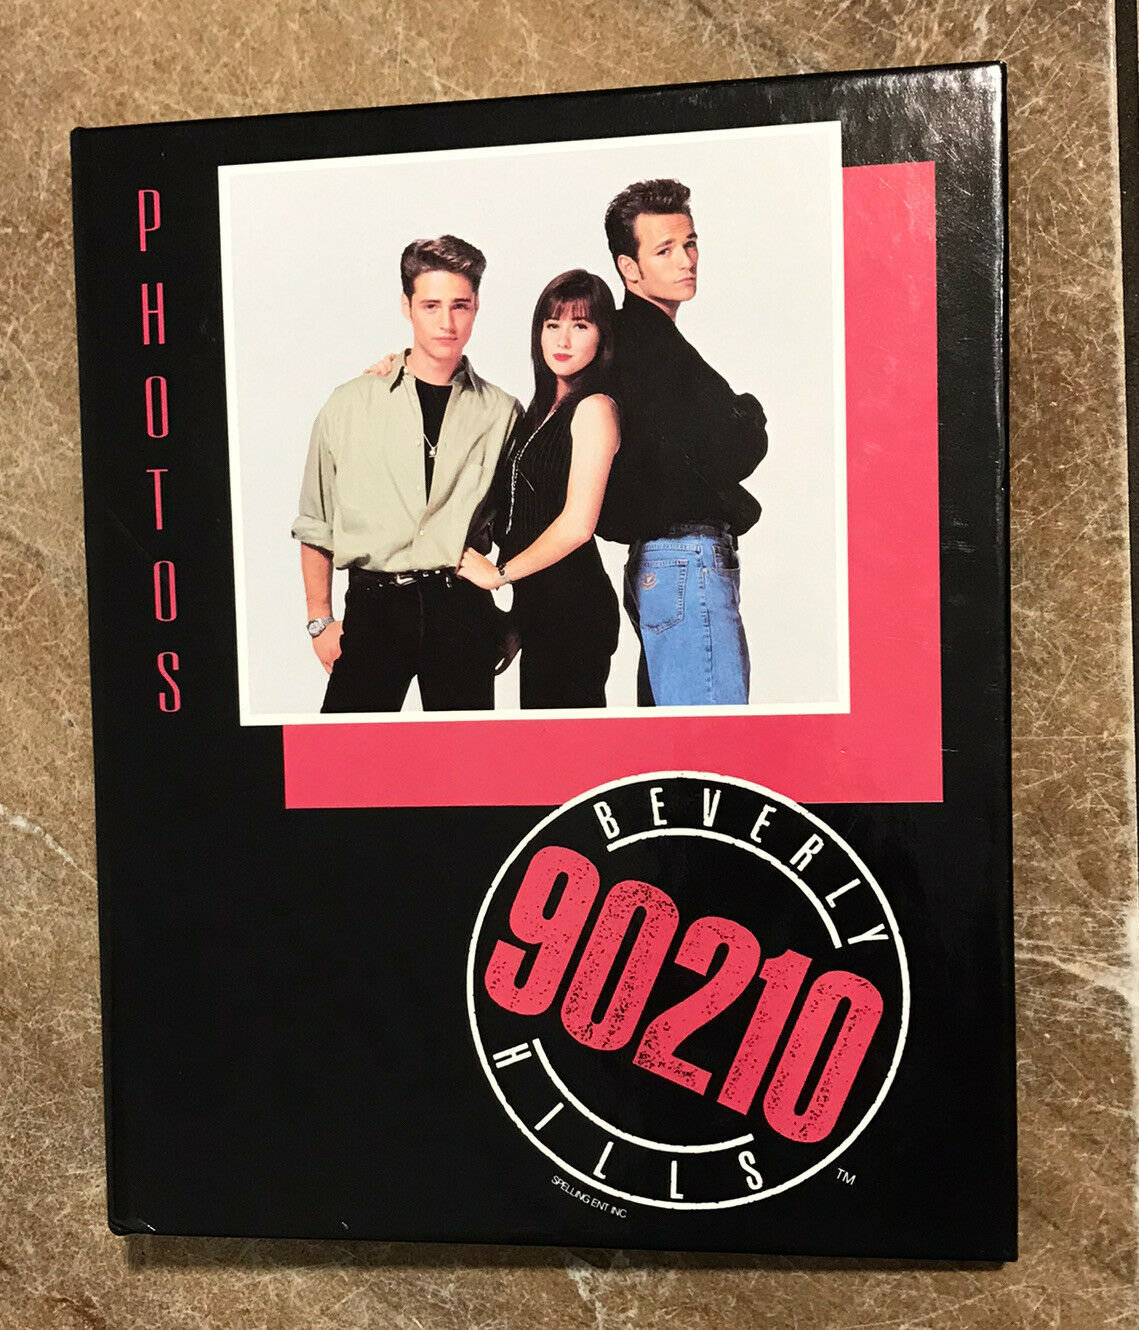 PHOTOS
BEVERLY
90210
HILLS
TM
SPELLING ENT. INC.